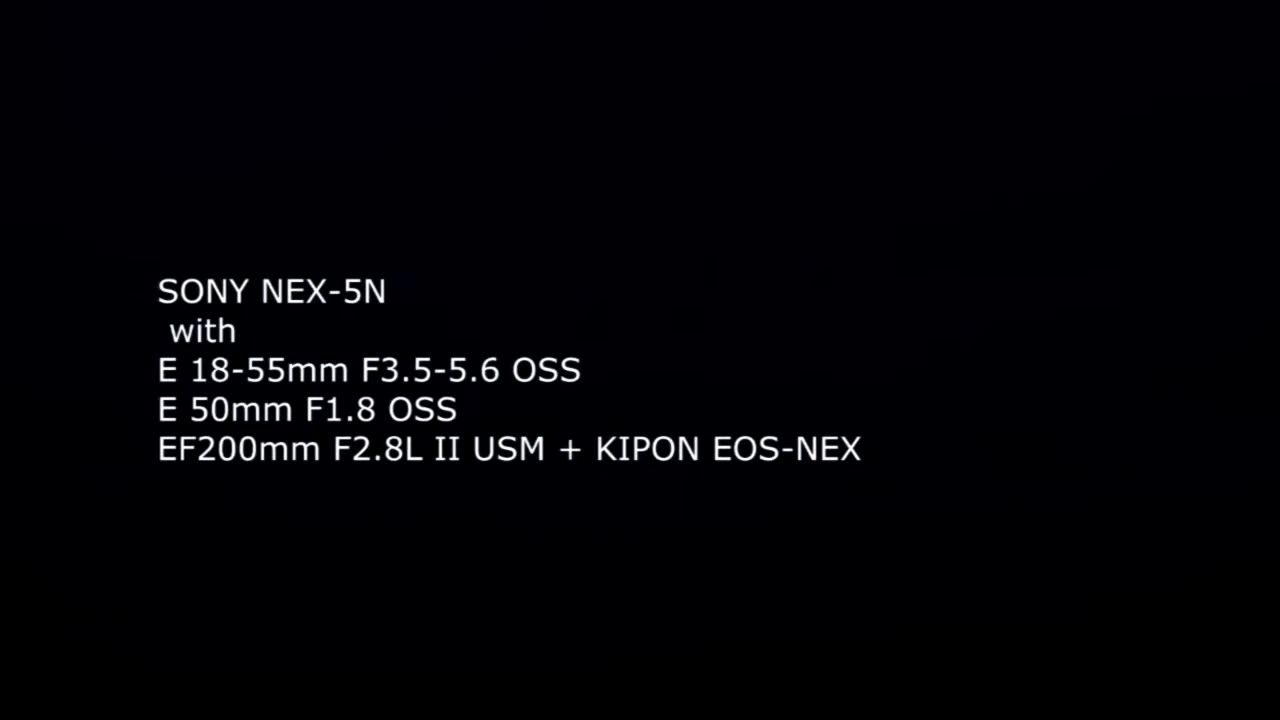 SONY NEX-5N
with
E 18-55mm F3.5-5.6 OSS
E 50mm F1.8 OSS
EF200mm F2.8L II USM + KIPON EOS-NEX